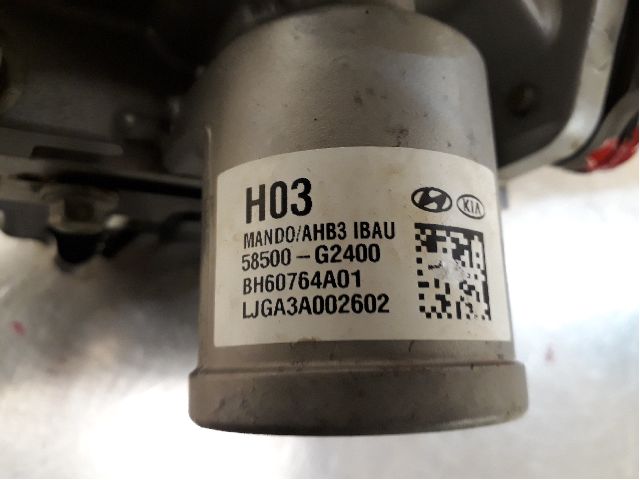 H03
KIA
MANDO/AHB3 IBAU
58500-G2400
BH60764A01
LJGA3A002602